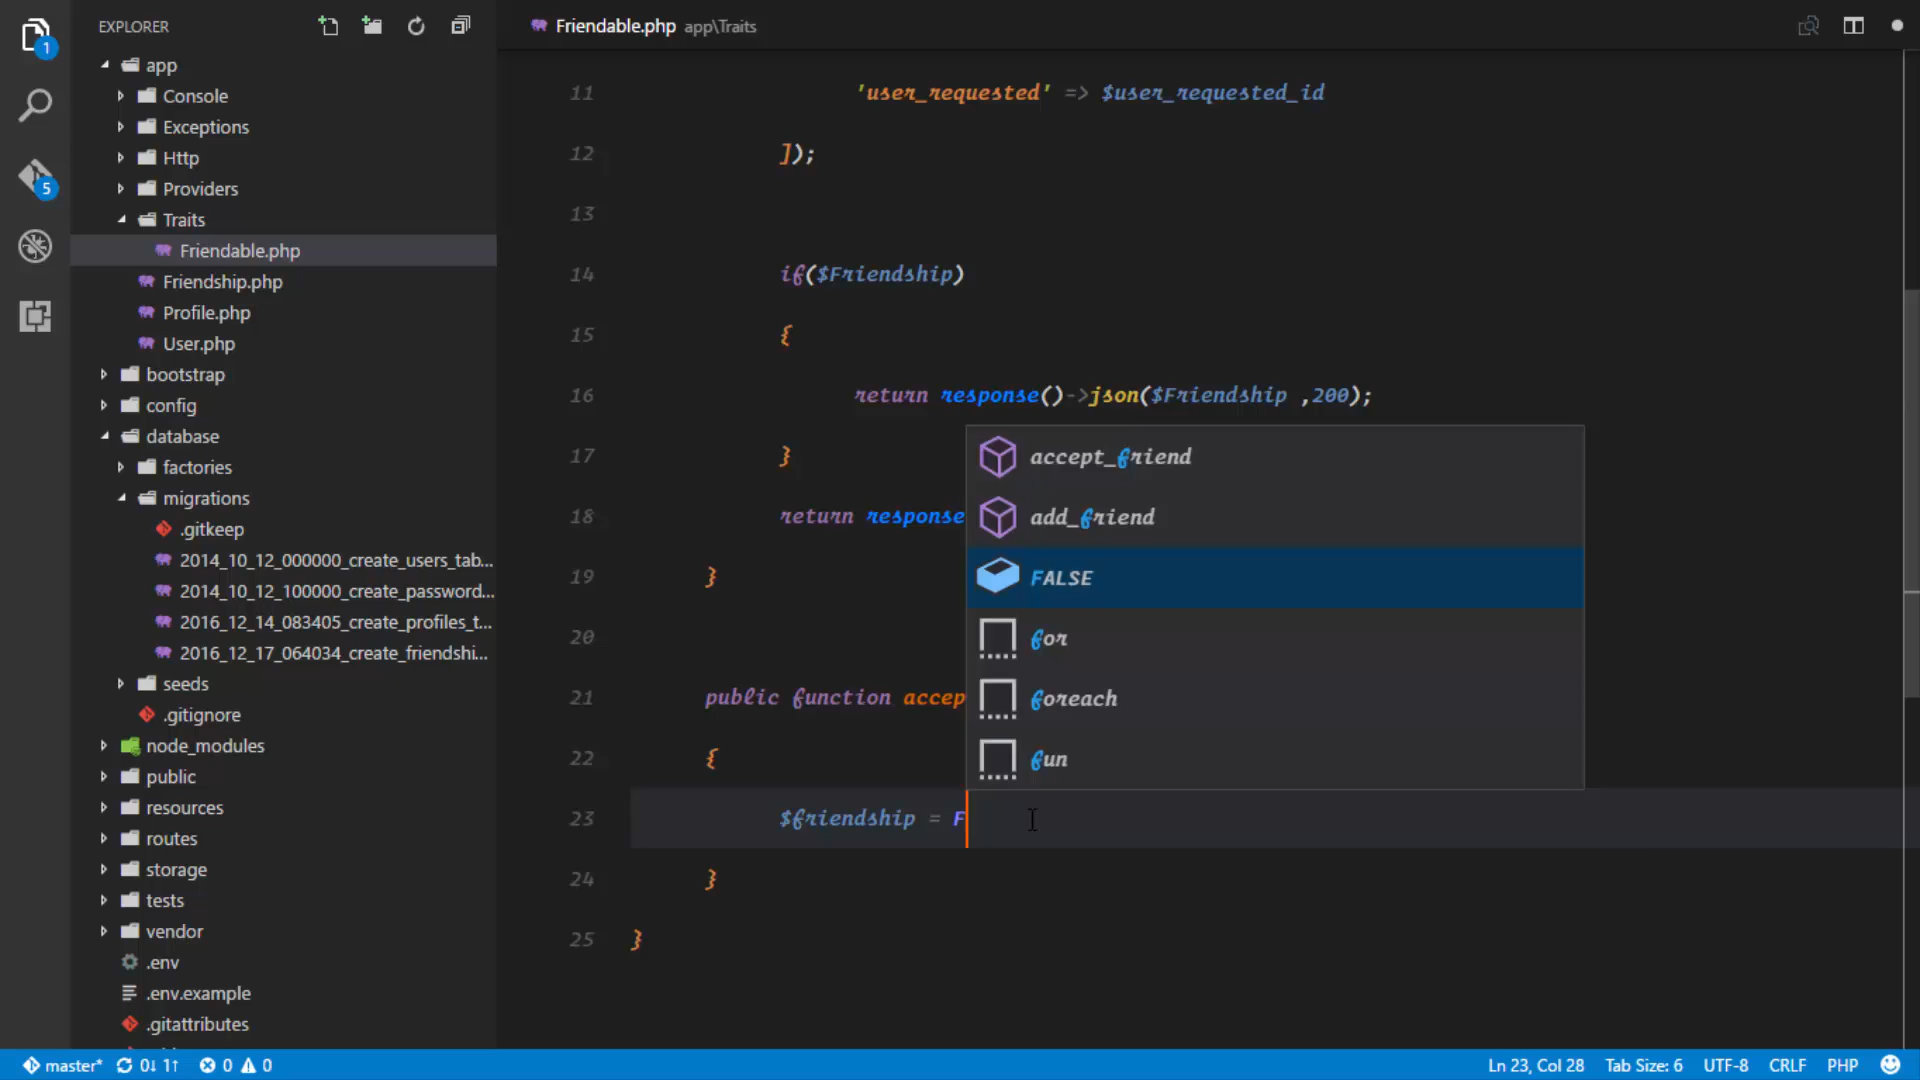 EXPLORER
app
Console
Exceptions
Http
Providers
Traits
Friendable.php
Friendship.php
Profile.php
User.php
bootstrap
config
database
factories
migrations
.gitkeep
2014_10_12_000000_create_users_tab...
2014_10_12_100000_create_password...
2016_12_14_083405_create_profiles_t...
2016_12_17_064034_create_friendshi...
seeds
.gitignore
node_modules
public
resources
routes
storage
tests
vendor
.env
.env.example
.gitattributes
1
5
Friendable.php app\Traits
11 'user_requested' => $user_requested_id
12 ]);
13
14 if($Friendship)
15 {
16 return response()->json($Friendship ,200);
17 }
18 return response
19 }
20
21 public function accep
22 {
23 $friendship = F
24 }
25 }
accept_friend
add_friend
FALSE
for
foreach
fun
master* 0↓ 1↑ 0 0
Ln 23, Col 28 Tab Size: 6 UTF-8 CRLF PHP